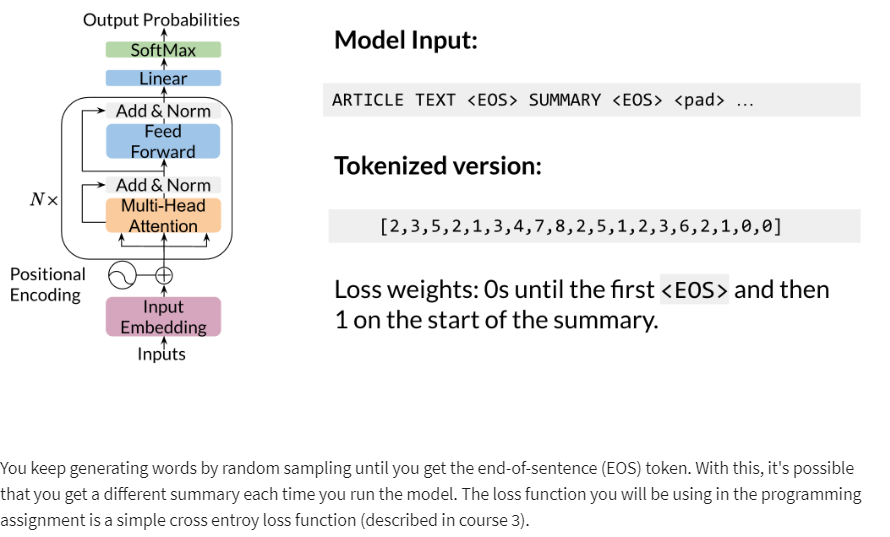 Output Probabilities
SoftMax
Linear
Add & Norm
Feed
Forward
Add & Norm
Multi-Head
Attention
N×
Positional
Encoding
Input
Embedding
Inputs
Model Input:
ARTICLE TEXT <EOS> SUMMARY <EOS> <pad> ...
Tokenized version:
[2,3,5,2,1,3,4,7,8,2,5,1,2,3,6,2,1,0,0]
Loss weights: 0s until the first <EOS> and then
1 on the start of the summary.
You keep generating words by random sampling until you get the end-of-sentence (EOS) token. With this, it's possible
that you get a different summary each time you run the model. The loss function you will be using in the programming
assignment is a simple cross entroy loss function (described in course 3).